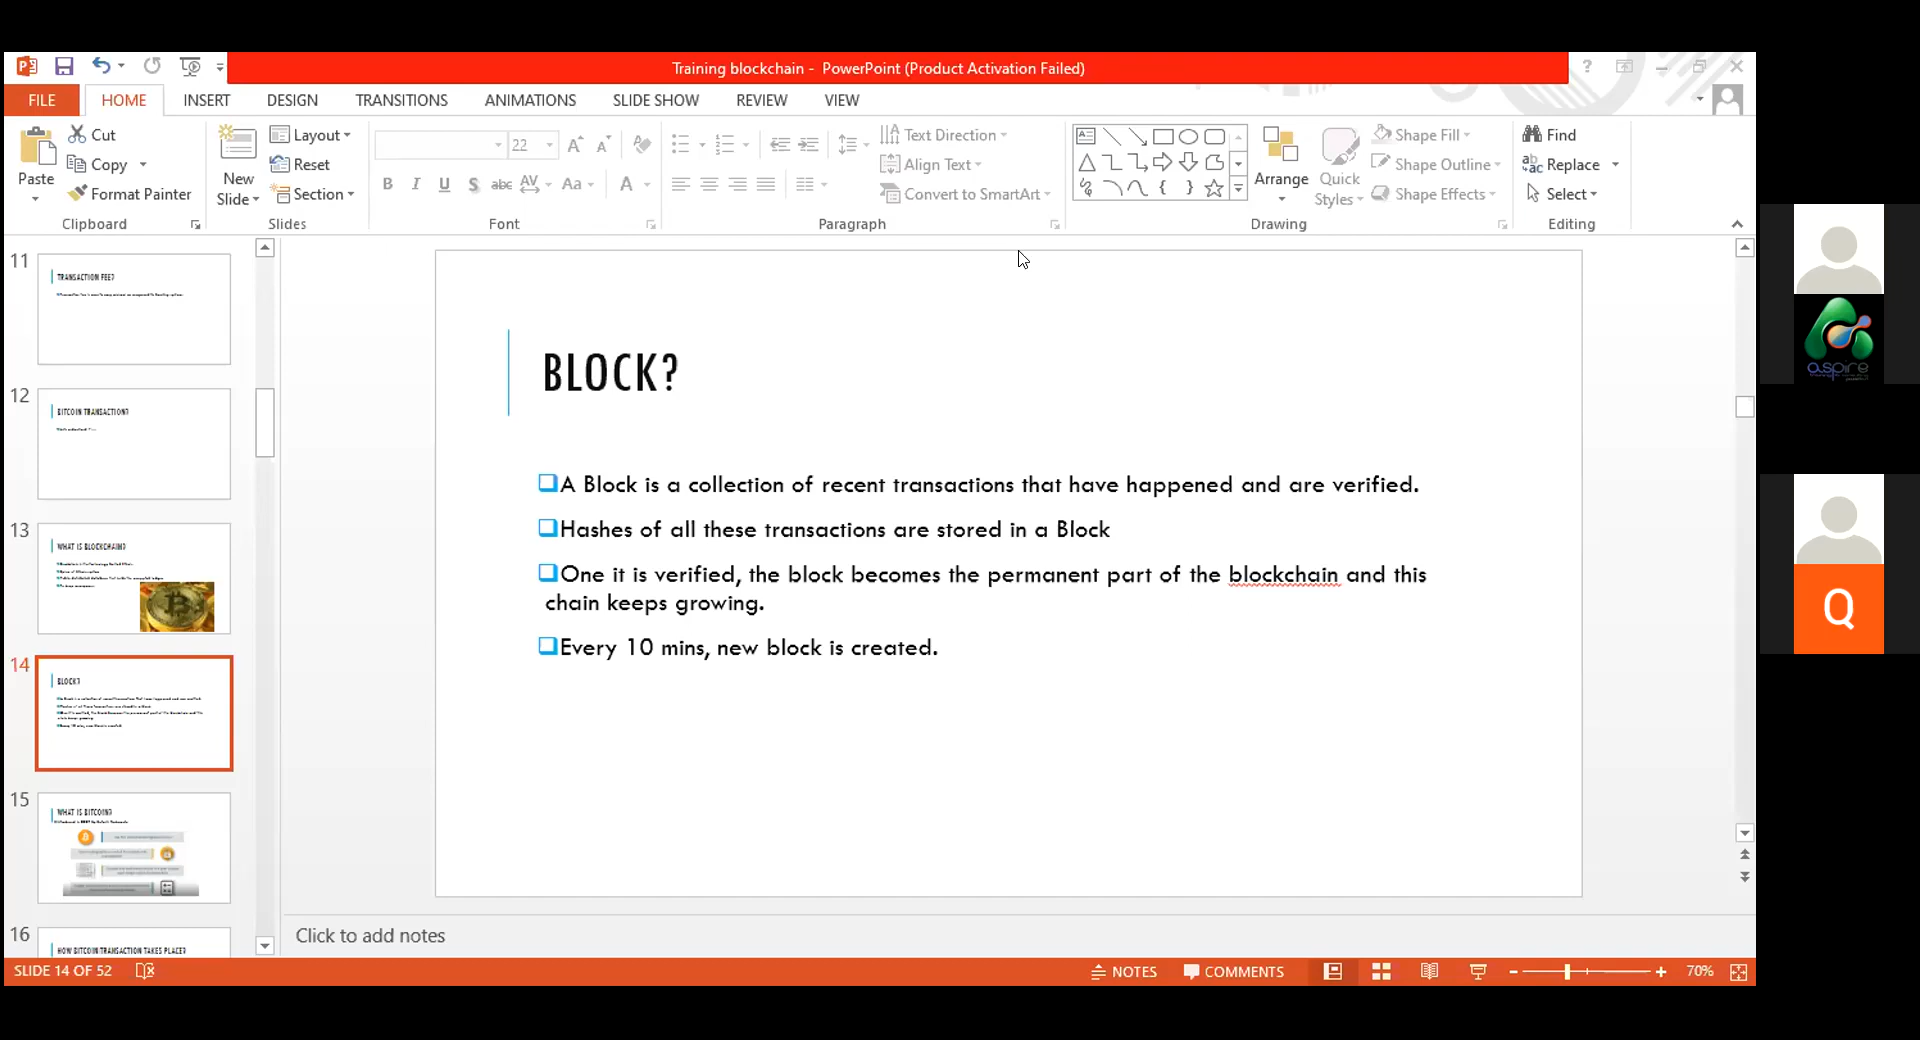 Training blockchain - PowerPoint (Product Activation Failed)
FILE HOME INSERT DESIGN TRANSITIONS ANIMATIONS SLIDE SHOW REVIEW VIEW
Paste
Cut
Copy
Format Painter
Clipboard
New
Slide
Layout
Reset
Section
Slides
22
B I U S abc AV Aa A
Font
Text Direction
Align Text
Convert to SmartArt
Paragraph
Arrange
Quick
Styles
Shape Fill
Shape Outline
Shape Effects
Drawing
Find
Replace
Select
Editing
11
TRANSACTION FEE?
12
BITCOIN TRANSACTION?
13
WHAT IS BLOCKCHAIN?
14
BLOCK?
15
WHAT IS BITCOIN?
16
HOW BITCOIN TRANSACTION TAKES PLACE?
BLOCK?
A Block is a collection of recent transactions that have happened and are verified.
Hashes of all these transactions are stored in a Block
One it is verified, the block becomes the permanent part of the blockchain and this
chain keeps growing.
Every 10 mins, new block is created.
Click to add notes
SLIDE 14 OF 52
NOTES COMMENTS 70%
aspire
Q